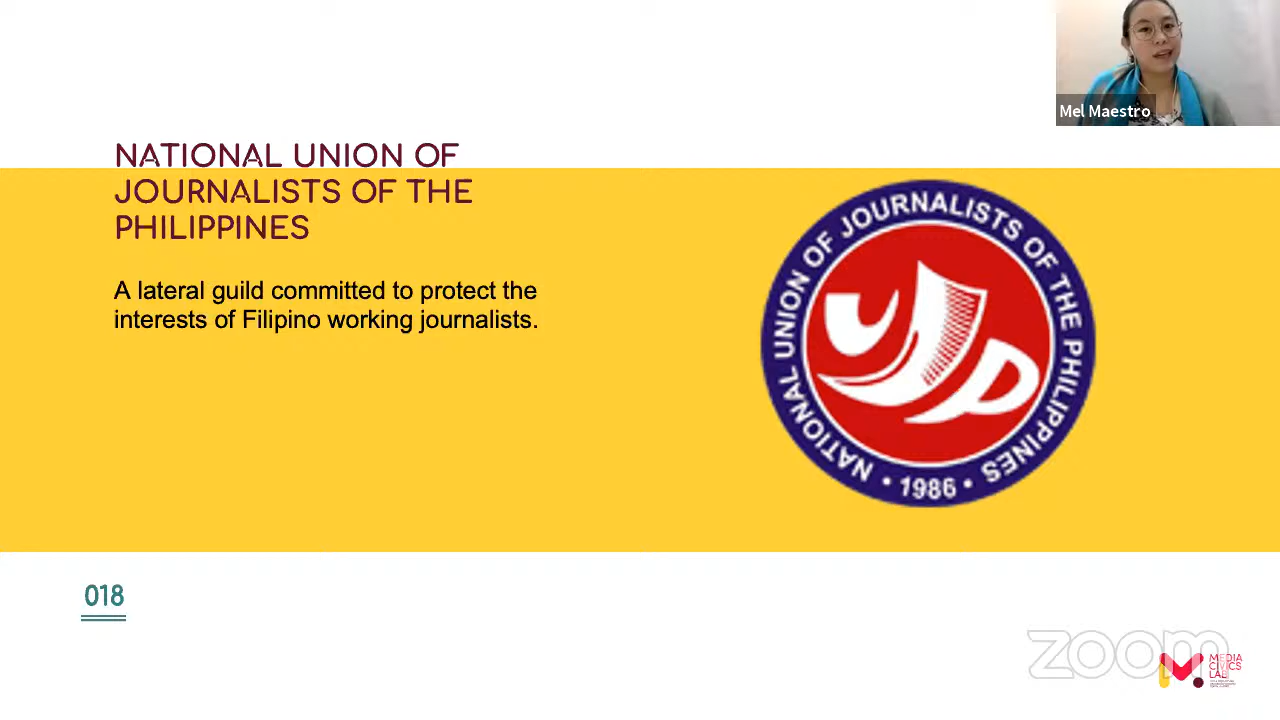 Mel Maestro
NATIONAL UNION OF
JOURNALISTS OF THE
PHILIPPINES
A lateral guild committed to protect the
interests of Filipino working journalists.
NATIONAL UNION OF JOURNALISTS OF THE PHILIPPINES
UJP
• 1986 •
018
zoom
MEDIA
CIVICS
LAB